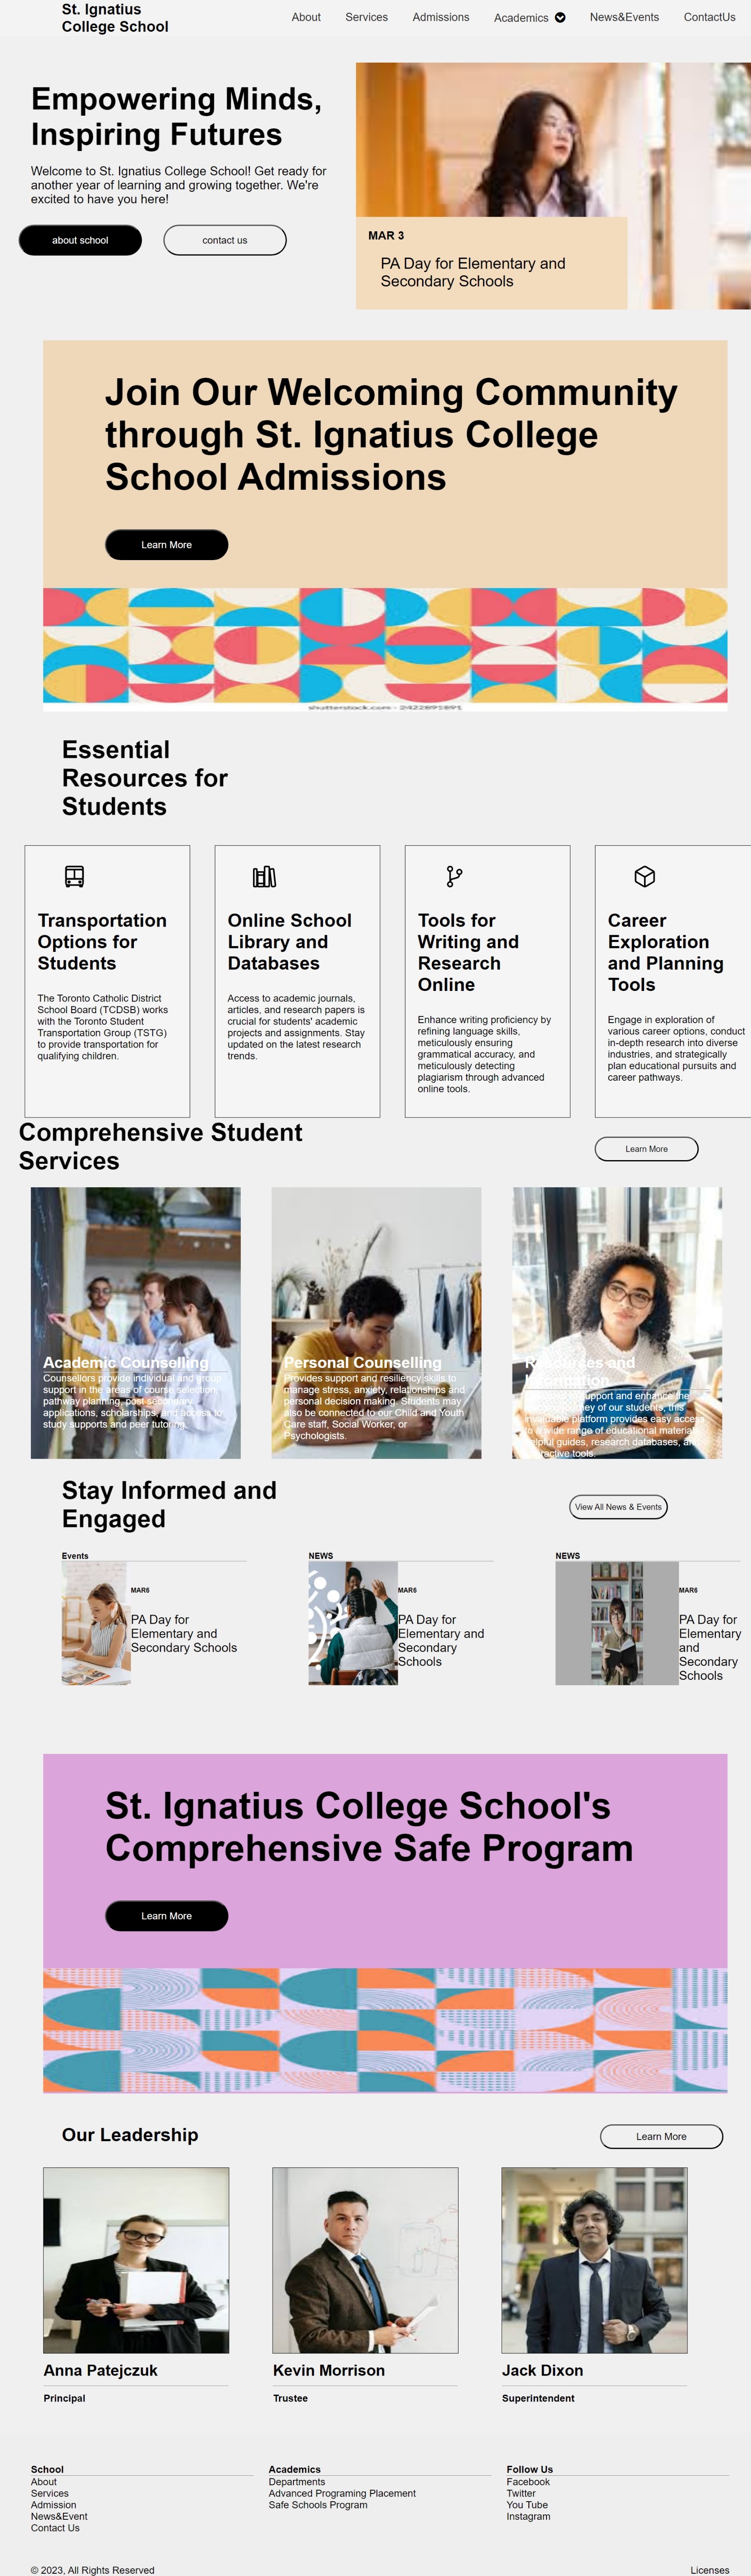 St. Ignatius
College School
About
Services
Admissions
Academics
News&Events
ContactUs
Empowering Minds,
Inspiring Futures
Welcome to St. Ignatius College School! Get ready for
another year of learning and growing together. We're
excited to have you here!
about school
contact us
MAR 3
PA Day for Elementary and
Secondary Schools
Join Our Welcoming Community
through St. Ignatius College
School Admissions
Learn More
shutterstock.com · 2422891891
Essential
Resources for
Students
Transportation
Options for
Students
The Toronto Catholic District
School Board (TCDSB) works
with the Toronto Student
Transportation Group (TSTG)
to provide transportation for
qualifying children.
Online School
Library and
Databases
Access to academic journals,
articles, and research papers is
crucial for students' academic
projects and assignments. Stay
updated on the latest research
trends.
Tools for
Writing and
Research
Online
Enhance writing proficiency by
refining language skills,
meticulously ensuring
grammatical accuracy, and
meticulously detecting
plagiarism through advanced
online tools.
Career
Exploration
and Planning
Tools
Engage in exploration of
various career options, conduct
in-depth research into diverse
industries, and strategically
plan educational pursuits and
career pathways.
Comprehensive Student
Services
Learn More
Academic Counselling
Counsellors provide individual and group
support in the areas of course selection,
pathway planning, post secondary
applications, scholarships, and access to
study supports and peer tutoring.
Personal Counselling
Provides support and resiliency skills to
manage stress, anxiety, relationships and
personal decision making. Students may
also be connected to our Child and Youth
Care staff, Social Worker, or
Psychologists.
Resources and
Information
support and enhance the
journey of our students, this
invaluable platform provides easy access
to a wide range of educational materials,
helpful guides, research databases, and
interactive tools.
Stay Informed and
Engaged
View All News & Events
Events
MAR6
PA Day for
Elementary and
Secondary Schools
NEWS
MAR6
PA Day for
Elementary and
Secondary
Schools
NEWS
MAR6
PA Day for
Elementary
and
Secondary
Schools
St. Ignatius College School's
Comprehensive Safe Program
Learn More
Our Leadership
Learn More
Anna Patejczuk
Principal
Kevin Morrison
Trustee
Jack Dixon
Superintendent
School
About
Services
Admission
News&Event
Contact Us
Academics
Departments
Advanced Programing Placement
Safe Schools Program
Follow Us
Facebook
Twitter
You Tube
Instagram
© 2023, All Rights Reserved
Licenses